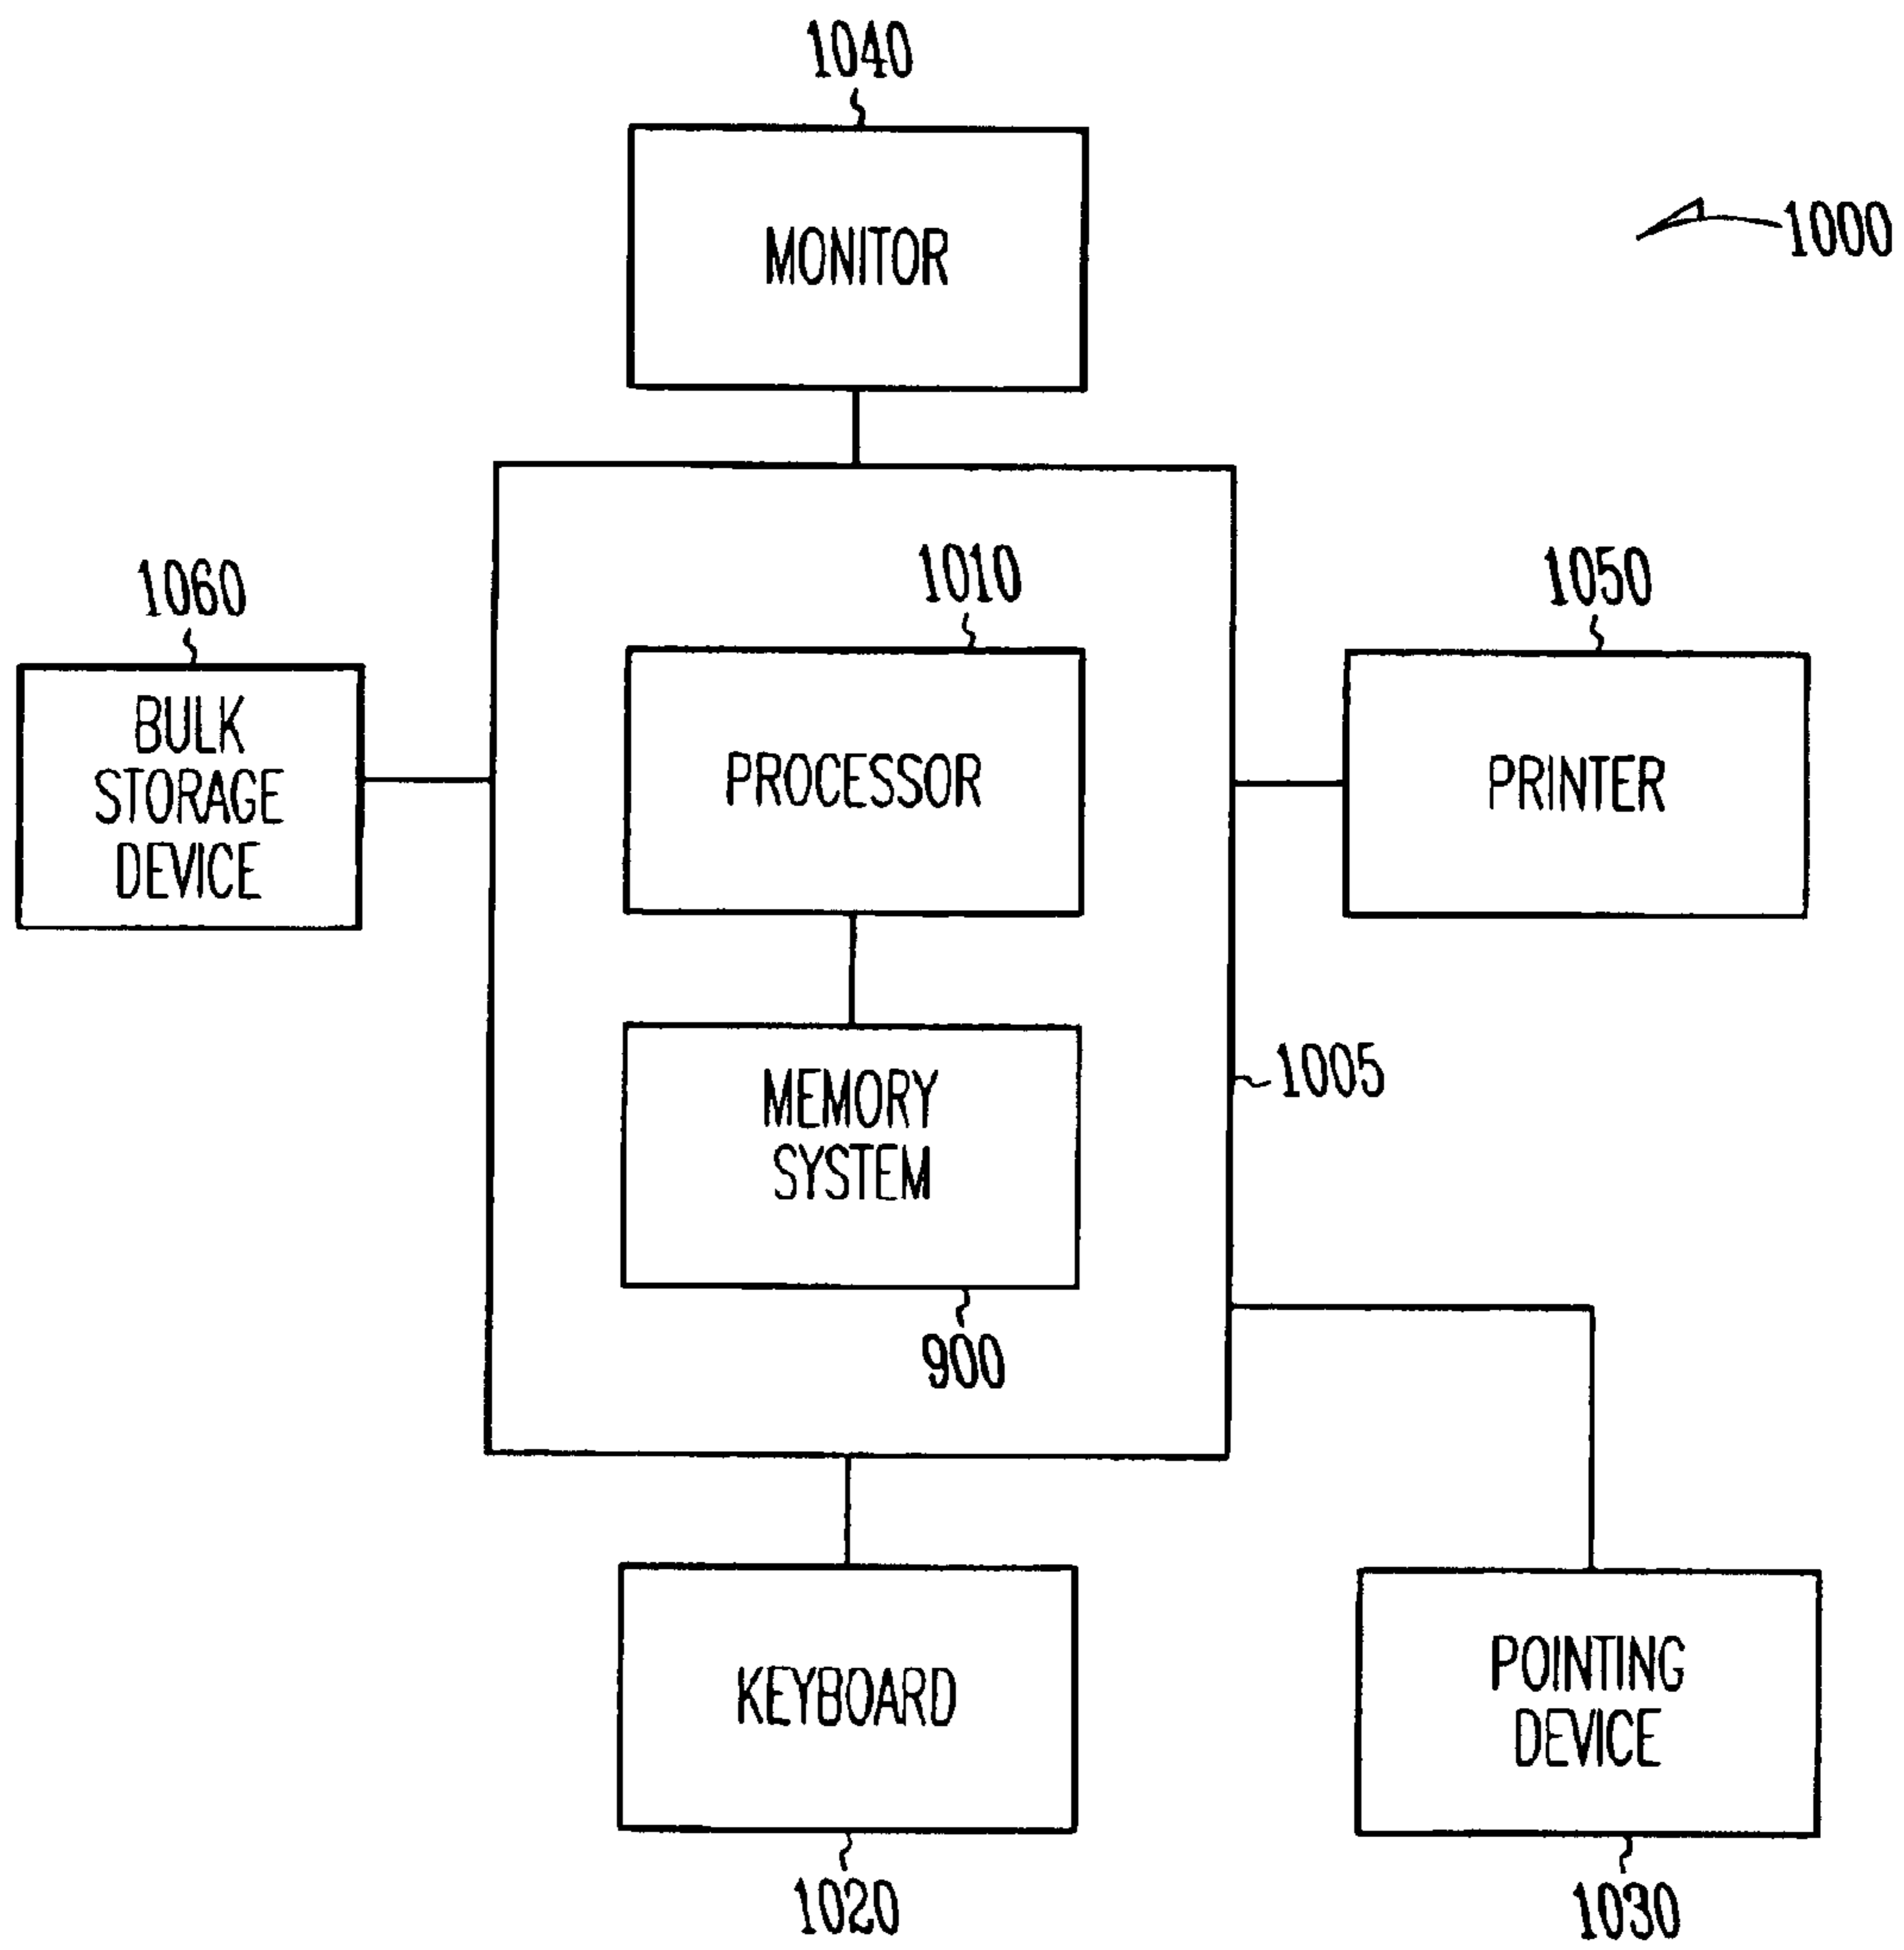 1040
MONITOR
1000
1060
BULK
STORAGE
DEVICE
1010
PROCESSOR
1050
PRINTER
MEMORY
SYSTEM
1005
900
KEYBOARD
1020
POINTING
DEVICE
1030